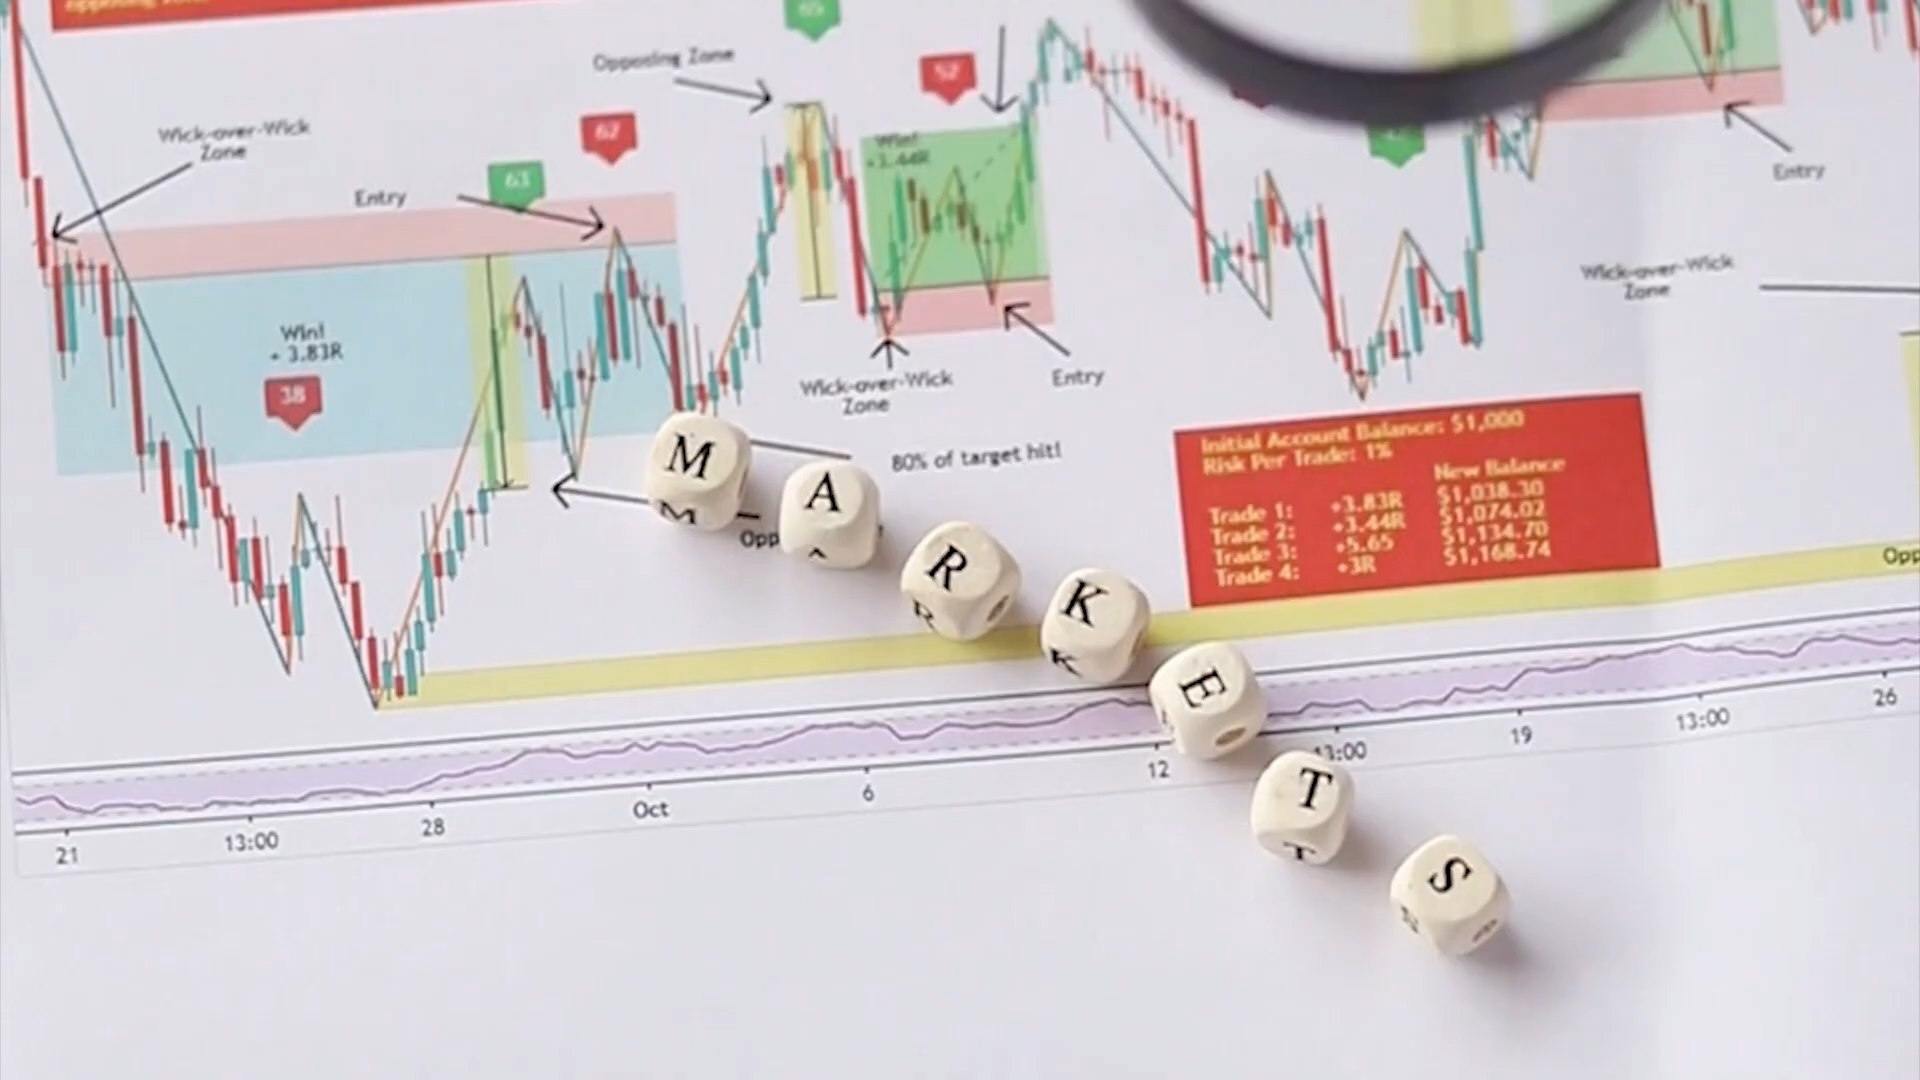 65
Opposing Zone
52
62
Wick-over-Wick
Zone
Win!
+3.44R
63
Entry
Entry
Wick-over-Wick
Zone
Win!
+ 3.83R
38
Wick-over-Wick
Zone
Entry
80% of target hit!
Opp
Initial Account Balance: $1,000
Risk Per Trade: 1%
New Balance
Trade 1: +3.83R $1,038.30
Trade 2: +3.44R $1,074.02
Trade 3: +5.65 $1,134.70
Trade 4: +3R $1,168.74
Opp
M A R K E T S
M A R K T
21 13:00 28 Oct 6 12 13:00 19 13:00 26